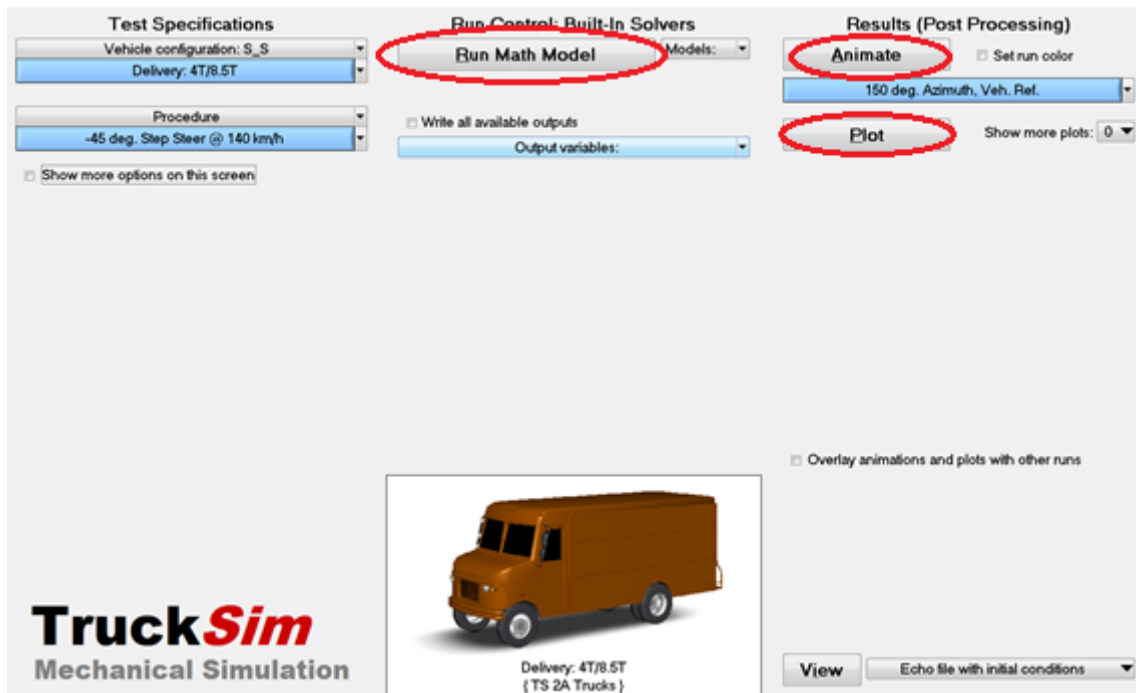 Test Specifications
Vehicle configuration: S_S
Delivery: 4T/8.5T
Procedure
-45 deg. Step Steer @ 140 km/h
Show more options on this screen
Run Control: Built-In Solvers
Run Math Model
Models:
Write all available outputs
Output variables:
Results (Post Processing)
Animate
Set run color
150 deg. Azimuth, Veh. Ref.
Plot
Show more plots: 0
Overlay animations and plots with other runs
TruckSim
Mechanical Simulation
Delivery: 4T/8.5T
{ TS 2A Trucks }
View
Echo file with initial conditions